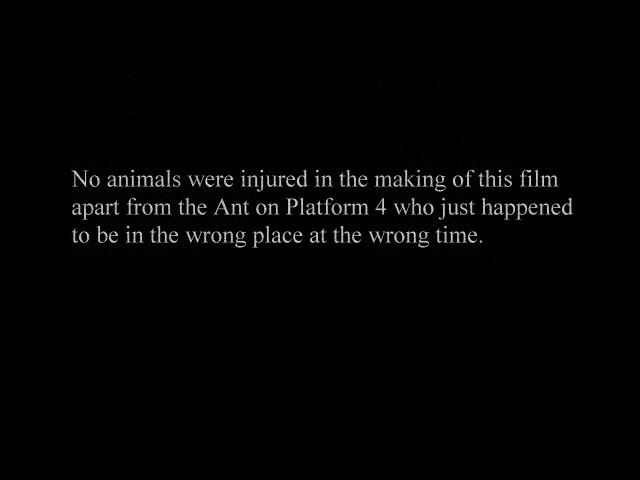 No animals were injured in the making of this film
apart from the Ant on Platform 4 who just happened
to be in the wrong place at the wrong time.